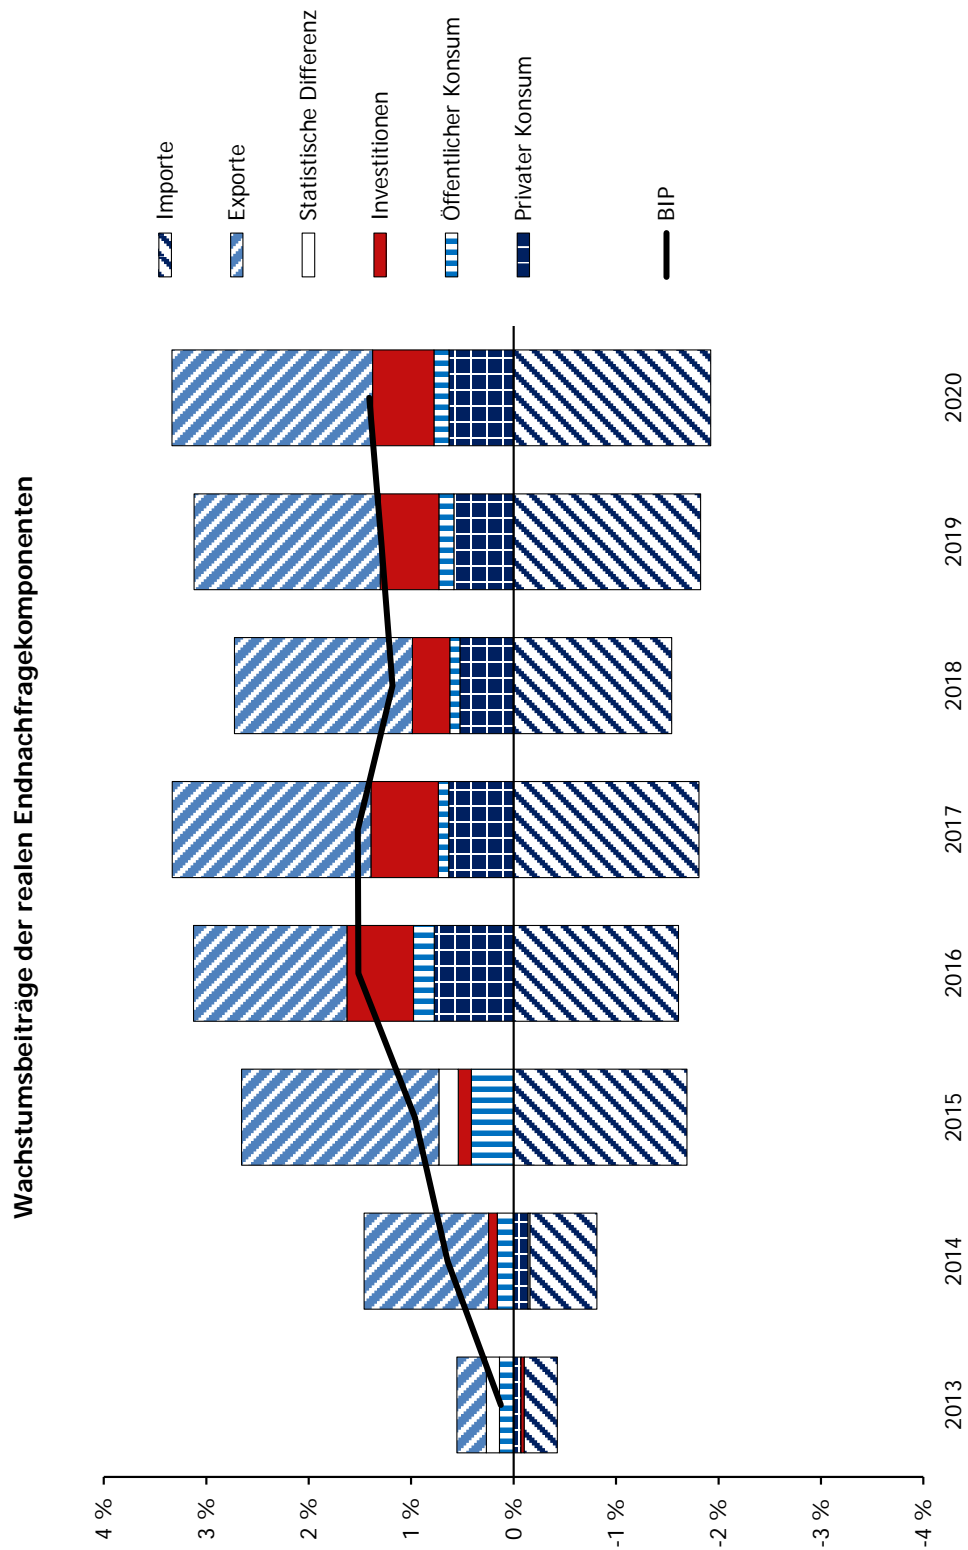 Wachstumsbeiträge der realen Endnachfragekomponenten
4 %
3 %
2 %
1 %
0 %
-1 %
-2 %
-3 %
-4 %
2013
2014
2015
2016
2017
2018
2019
2020
Importe
Exporte
Statistische Differenz
Investitionen
Öffentlicher Konsum
Privater Konsum
BIP